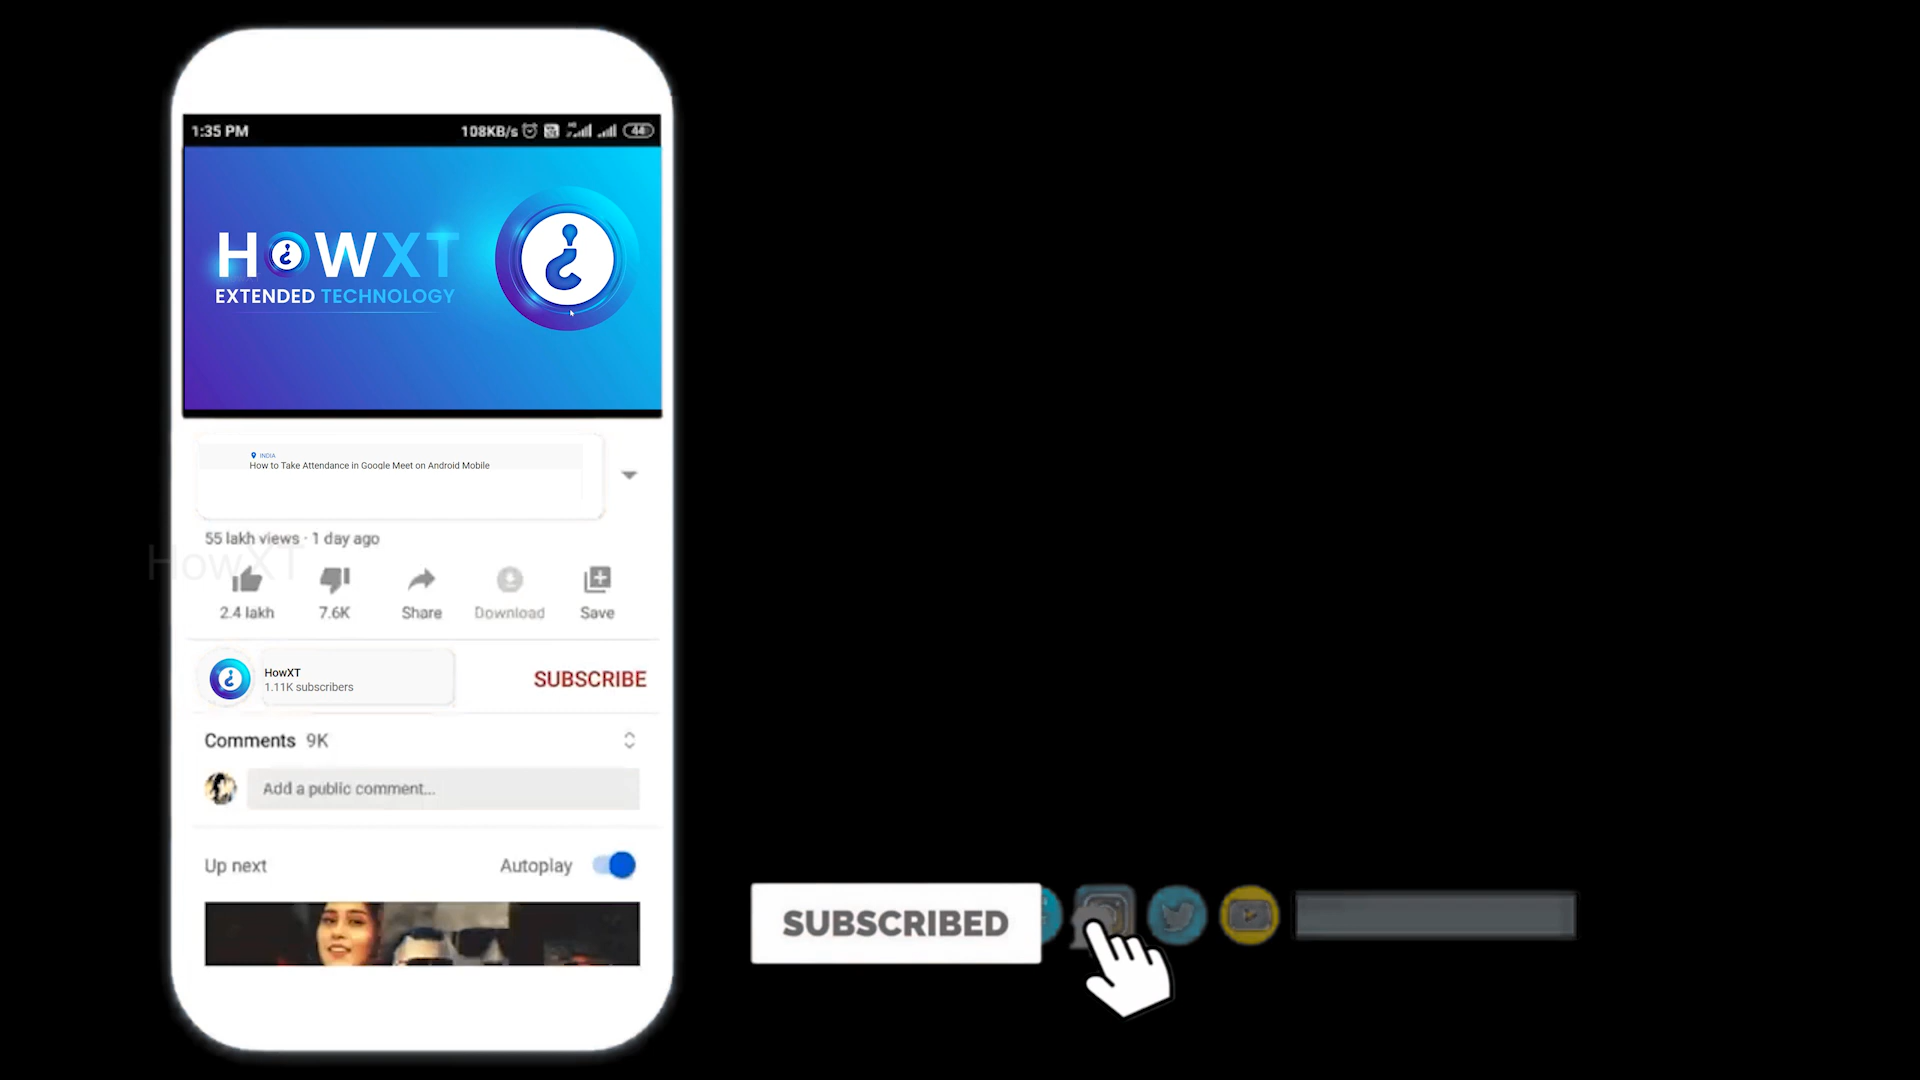 1:35 PM 108KB/s 44
HOWXT
EXTENDED TECHNOLOGY
INDIA
How to Take Attendance in Google Meet on Android Mobile
55 lakh views · 1 day ago
HowXT
2.4 lakh 7.6K Share Download Save
HowXT
1.11K subscribers
SUBSCRIBE
Comments 9K
Add a public comment...
Up next Autoplay
SUBSCRIBED